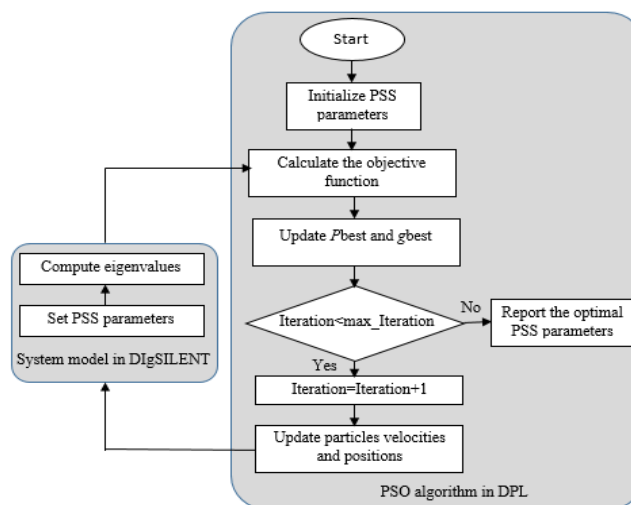 Start
Initialize PSS
parameters
Calculate the objective
function
Update Pbest and gbest
Compute eigenvalues
Set PSS parameters
System model in DIgSILENT
Iteration<max_Iteration
No
Report the optimal
PSS parameters
Yes
Iteration=Iteration+1
Update particles velocities
and positions
PSO algorithm in DPL